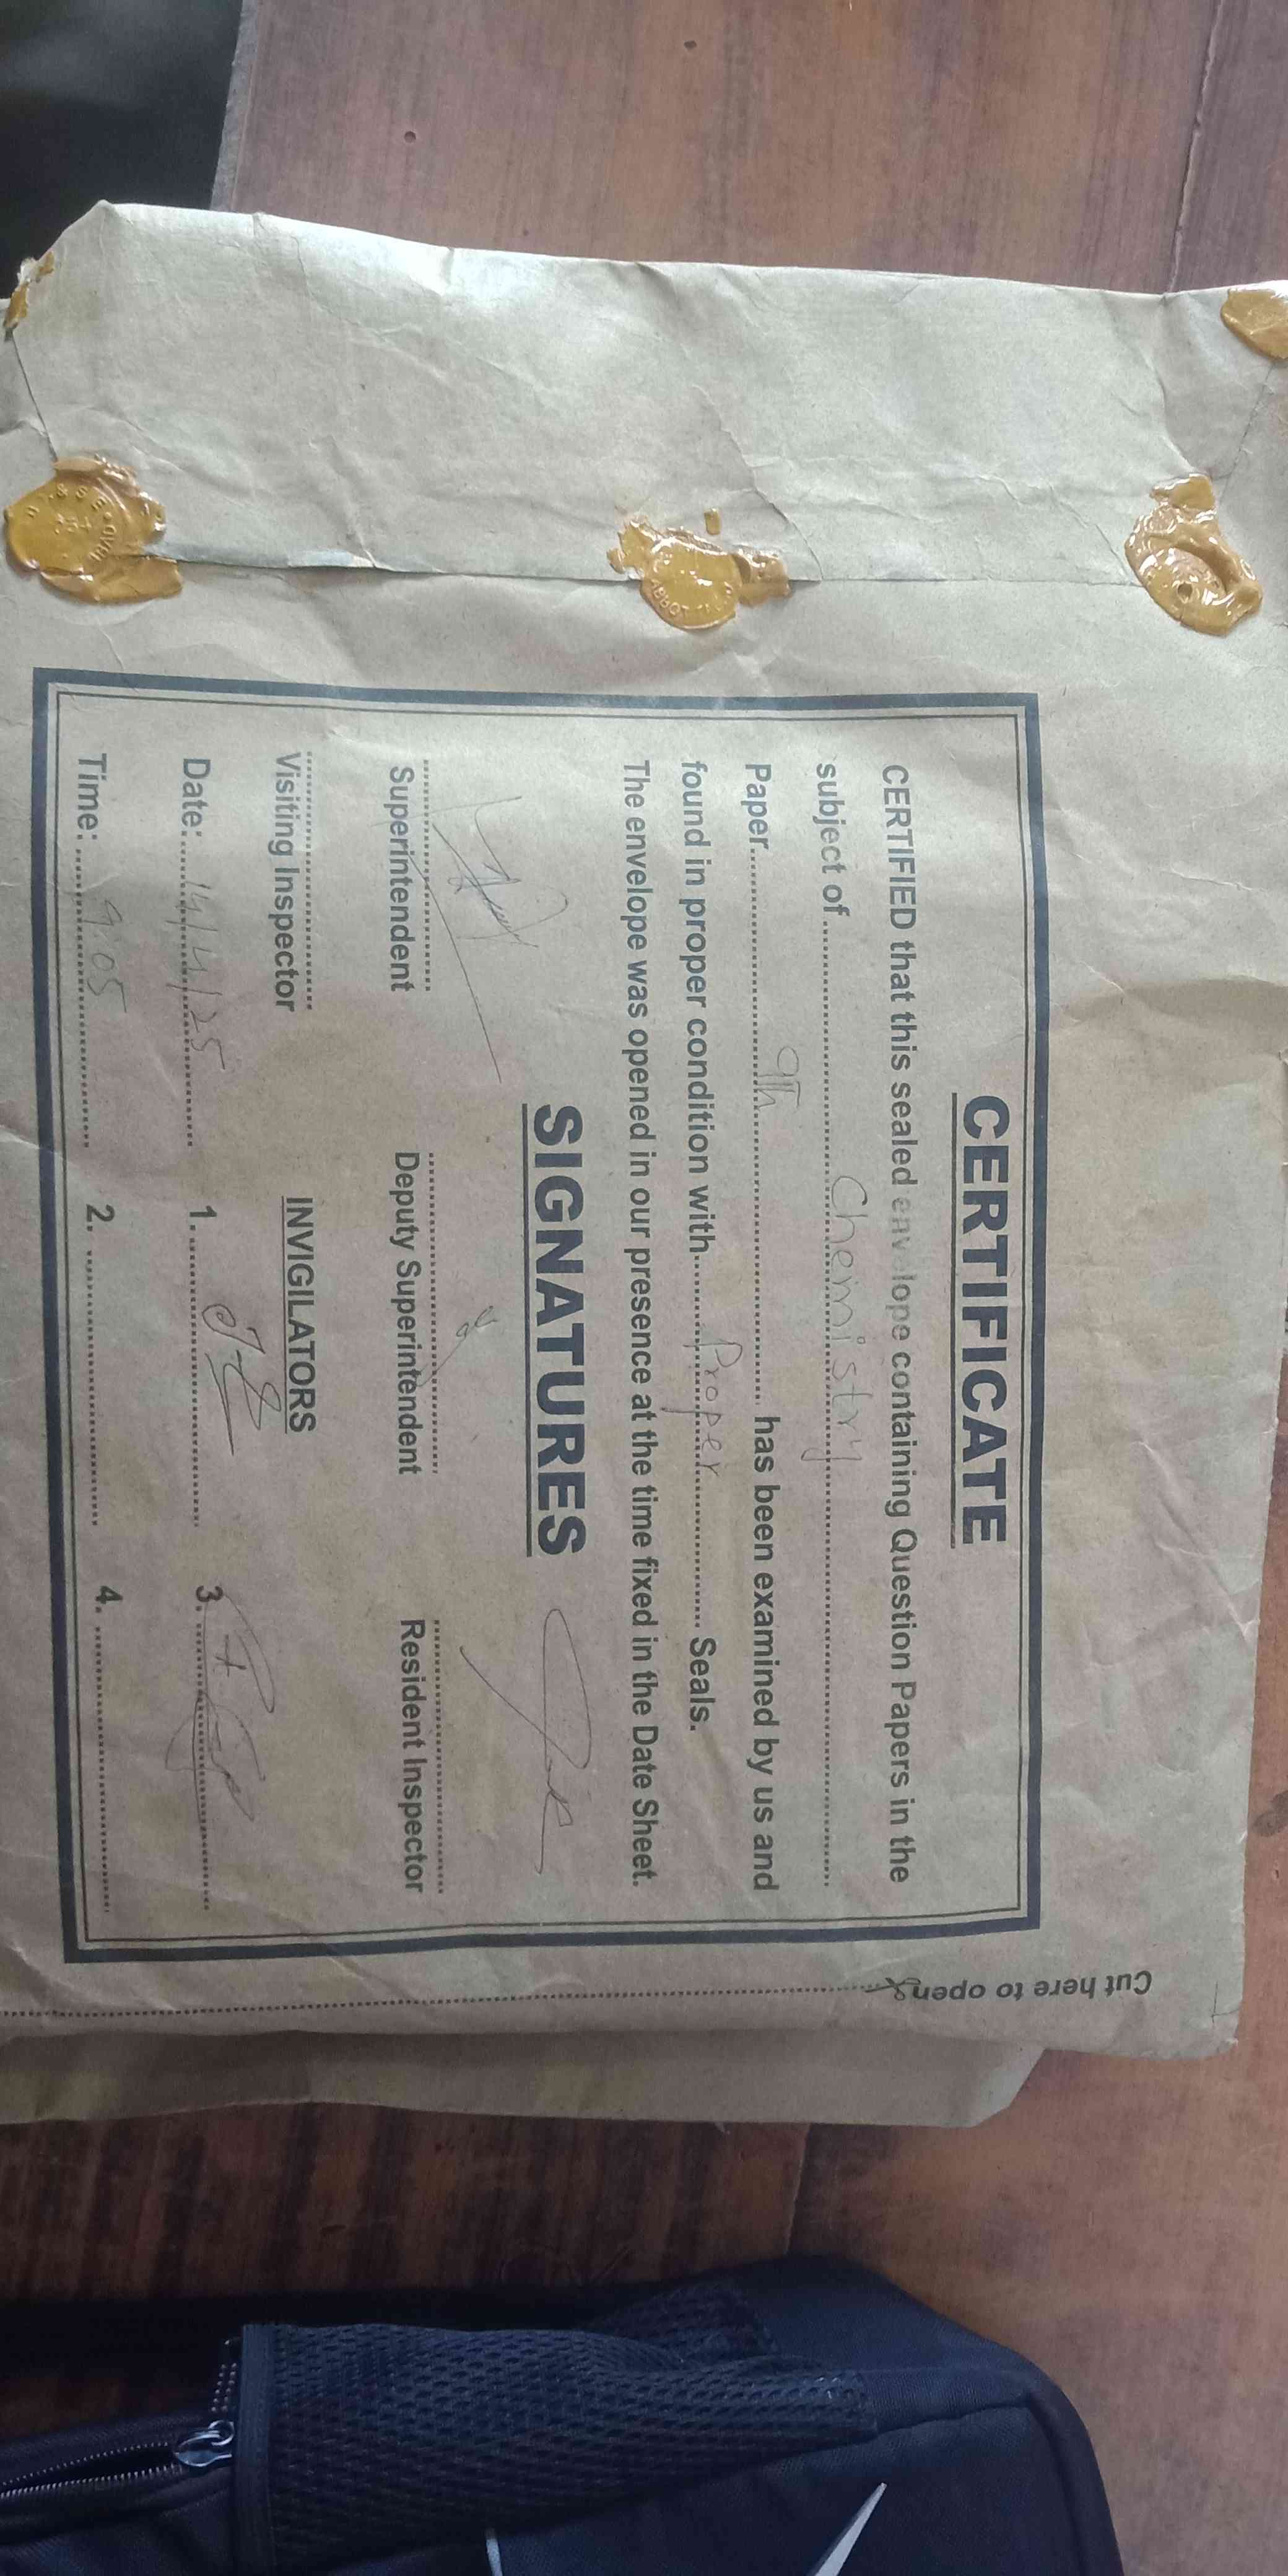 CERTIFICATE
CERTIFIED that this sealed envelope containing Question Papers in the
subject of Chemistry
Paper 9th has been examined by us and
found in proper condition with Proper Seals.
The envelope was opened in our presence at the time fixed in the Date Sheet.
SIGNATURES
Superintendent Deputy Superintendent Resident Inspector
Visiting Inspector INVIGILATORS
Date: 14/4/25 1. 3.
Time: 9:05 2. 4.
Cut here to open